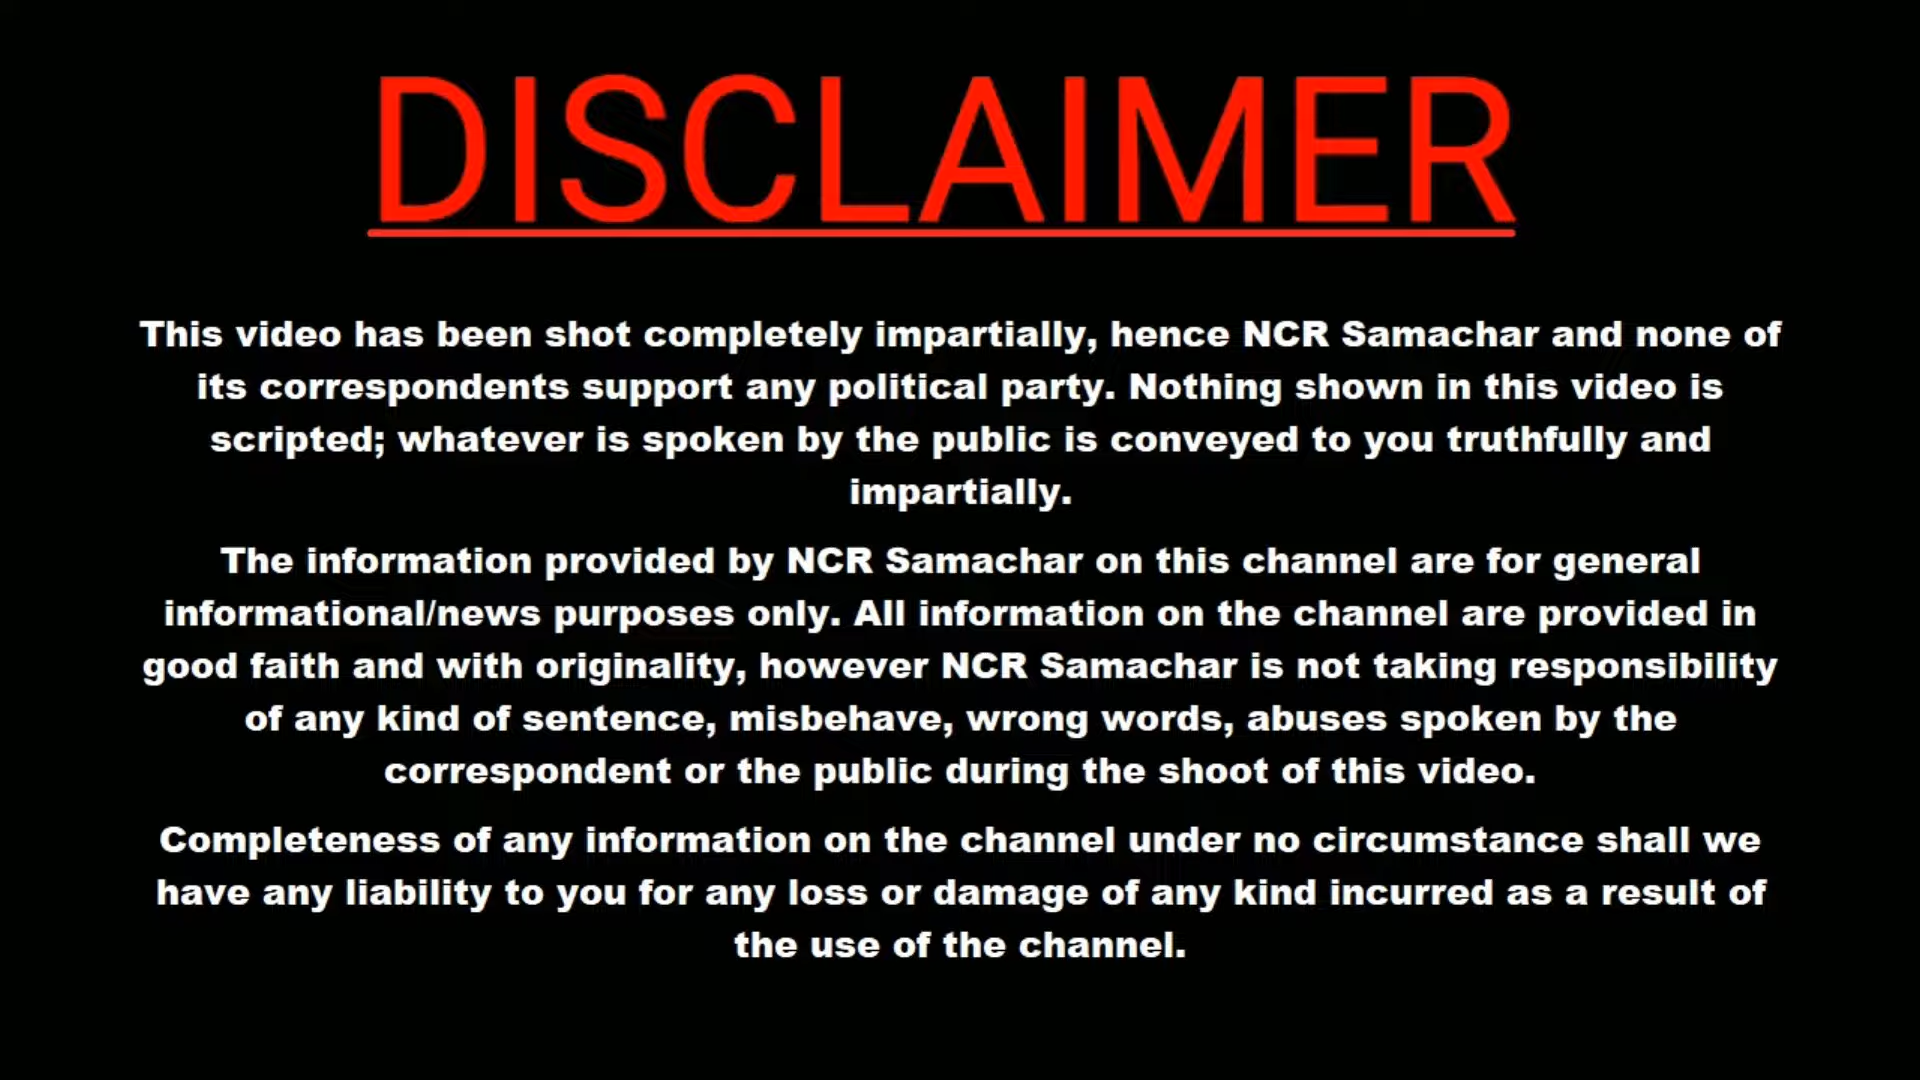 DISCLAIMER
This video has been shot completely impartially, hence NCR Samachar and none of
its correspondents support any political party. Nothing shown in this video is
scripted; whatever is spoken by the public is conveyed to you truthfully and
impartially.
The information provided by NCR Samachar on this channel are for general
informational/news purposes only. All information on the channel are provided in
good faith and with originality, however NCR Samachar is not taking responsibility
of any kind of sentence, misbehave, wrong words, abuses spoken by the
correspondent or the public during the shoot of this video.
Completeness of any information on the channel under no circumstance shall we
have any liability to you for any loss or damage of any kind incurred as a result of
the use of the channel.